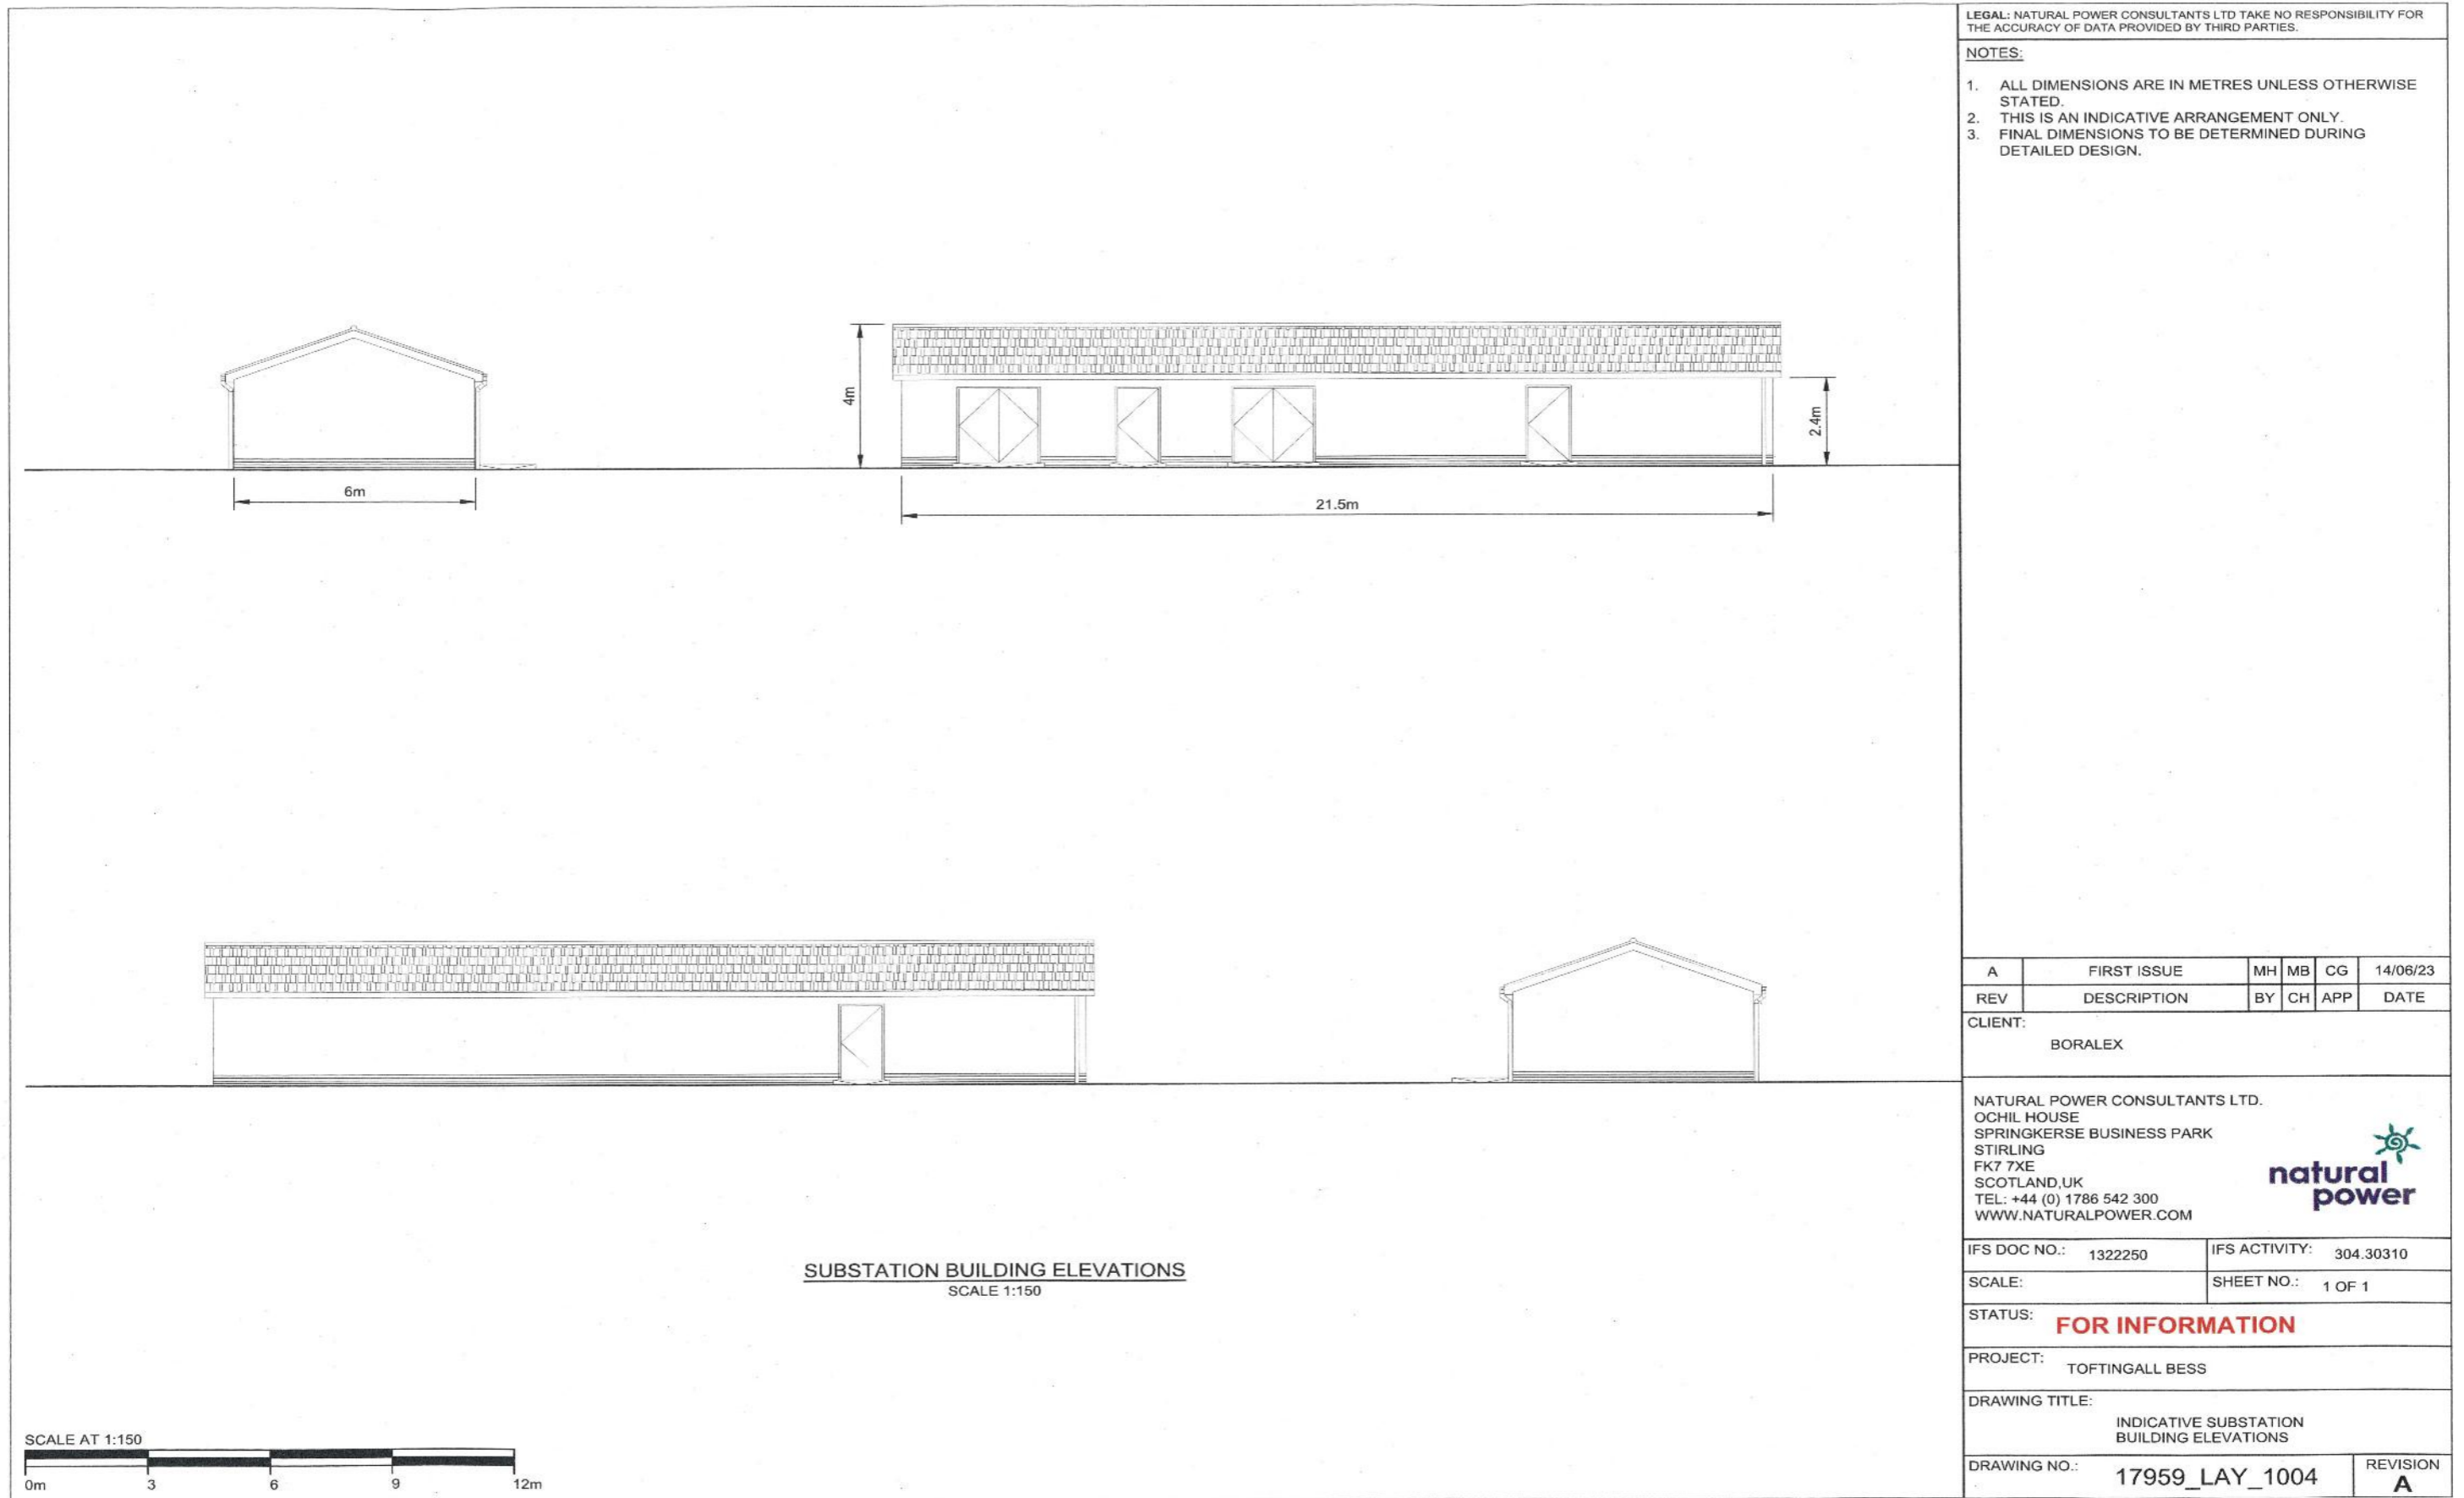 LEGAL: NATURAL POWER CONSULTANTS LTD TAKE NO RESPONSIBILITY FOR
THE ACCURACY OF DATA PROVIDED BY THIRD PARTIES.
NOTES:
1. ALL DIMENSIONS ARE IN METRES UNLESS OTHERWISE
STATED.
2. THIS IS AN INDICATIVE ARRANGEMENT ONLY.
3. FINAL DIMENSIONS TO BE DETERMINED DURING
DETAILED DESIGN.
4m
2.4m
6m
21.5m
SUBSTATION BUILDING ELEVATIONS
SCALE 1:150
SCALE AT 1:150
0m 3 6 9 12m
A FIRST ISSUE MH MB CG 14/06/23
REV DESCRIPTION BY CH APP DATE
CLIENT:
BORALEX
NATURAL POWER CONSULTANTS LTD.
OCHIL HOUSE
SPRINGKERSE BUSINESS PARK
STIRLING
FK7 7XE
SCOTLAND,UK
TEL: +44 (0) 1786 542 300
WWW.NATURALPOWER.COM
natural
power
IFS DOC NO.: 1322250 IFS ACTIVITY: 304.30310
SCALE: SHEET NO.: 1 OF 1
STATUS: FOR INFORMATION
PROJECT: TOFTINGALL BESS
DRAWING TITLE:
INDICATIVE SUBSTATION
BUILDING ELEVATIONS
DRAWING NO.: 17959_LAY_1004 REVISION
A